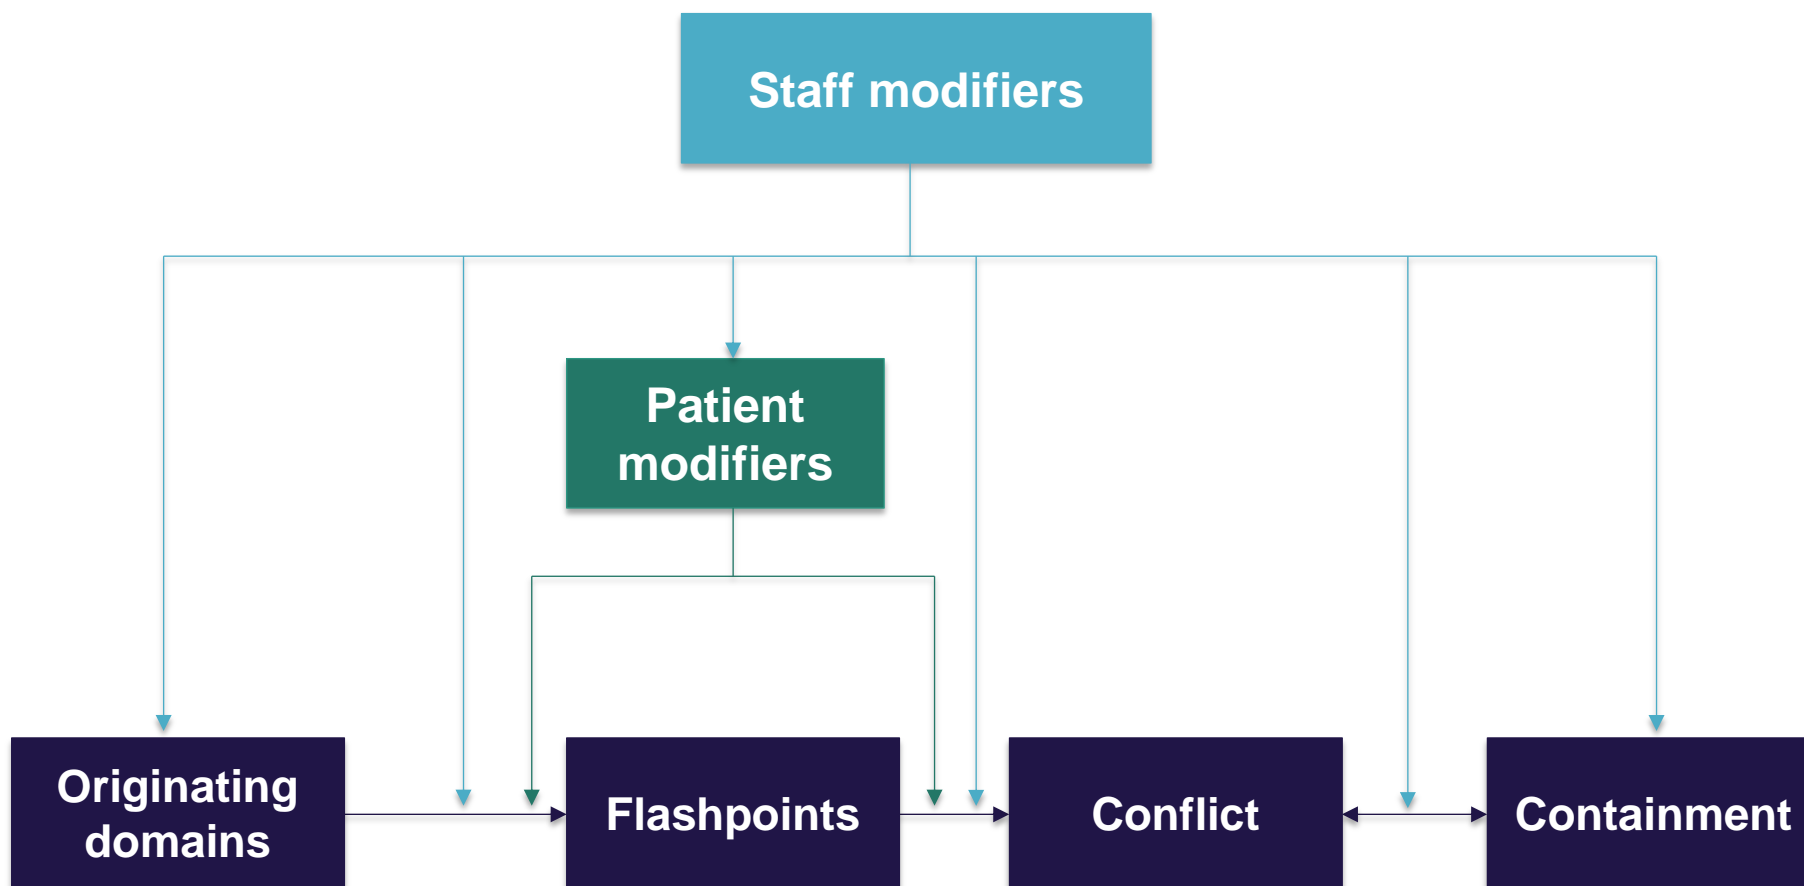 Staff modifiers
Patient
modifiers
Originating
domains
Flashpoints
Conflict
Containment